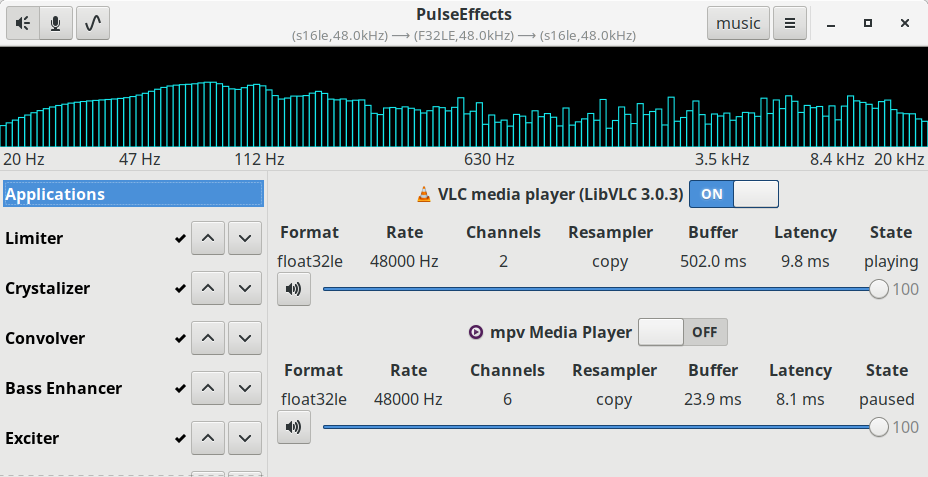 PulseEffects
(s16le,48.0kHz) ⟶ (F32LE,48.0kHz) ⟶ (s16le,48.0kHz)
music
20 Hz 47 Hz 112 Hz 630 Hz 3.5 kHz 8.4 kHz 20 kHz
Applications
Limiter
Crystalizer
Convolver
Bass Enhancer
Exciter
VLC media player (LibVLC 3.0.3) ON
Format Rate Channels Resampler Buffer Latency State
float32le 48000 Hz 2 copy 502.0 ms 9.8 ms playing
100
mpv Media Player OFF
Format Rate Channels Resampler Buffer Latency State
float32le 48000 Hz 6 copy 23.9 ms 8.1 ms paused
100